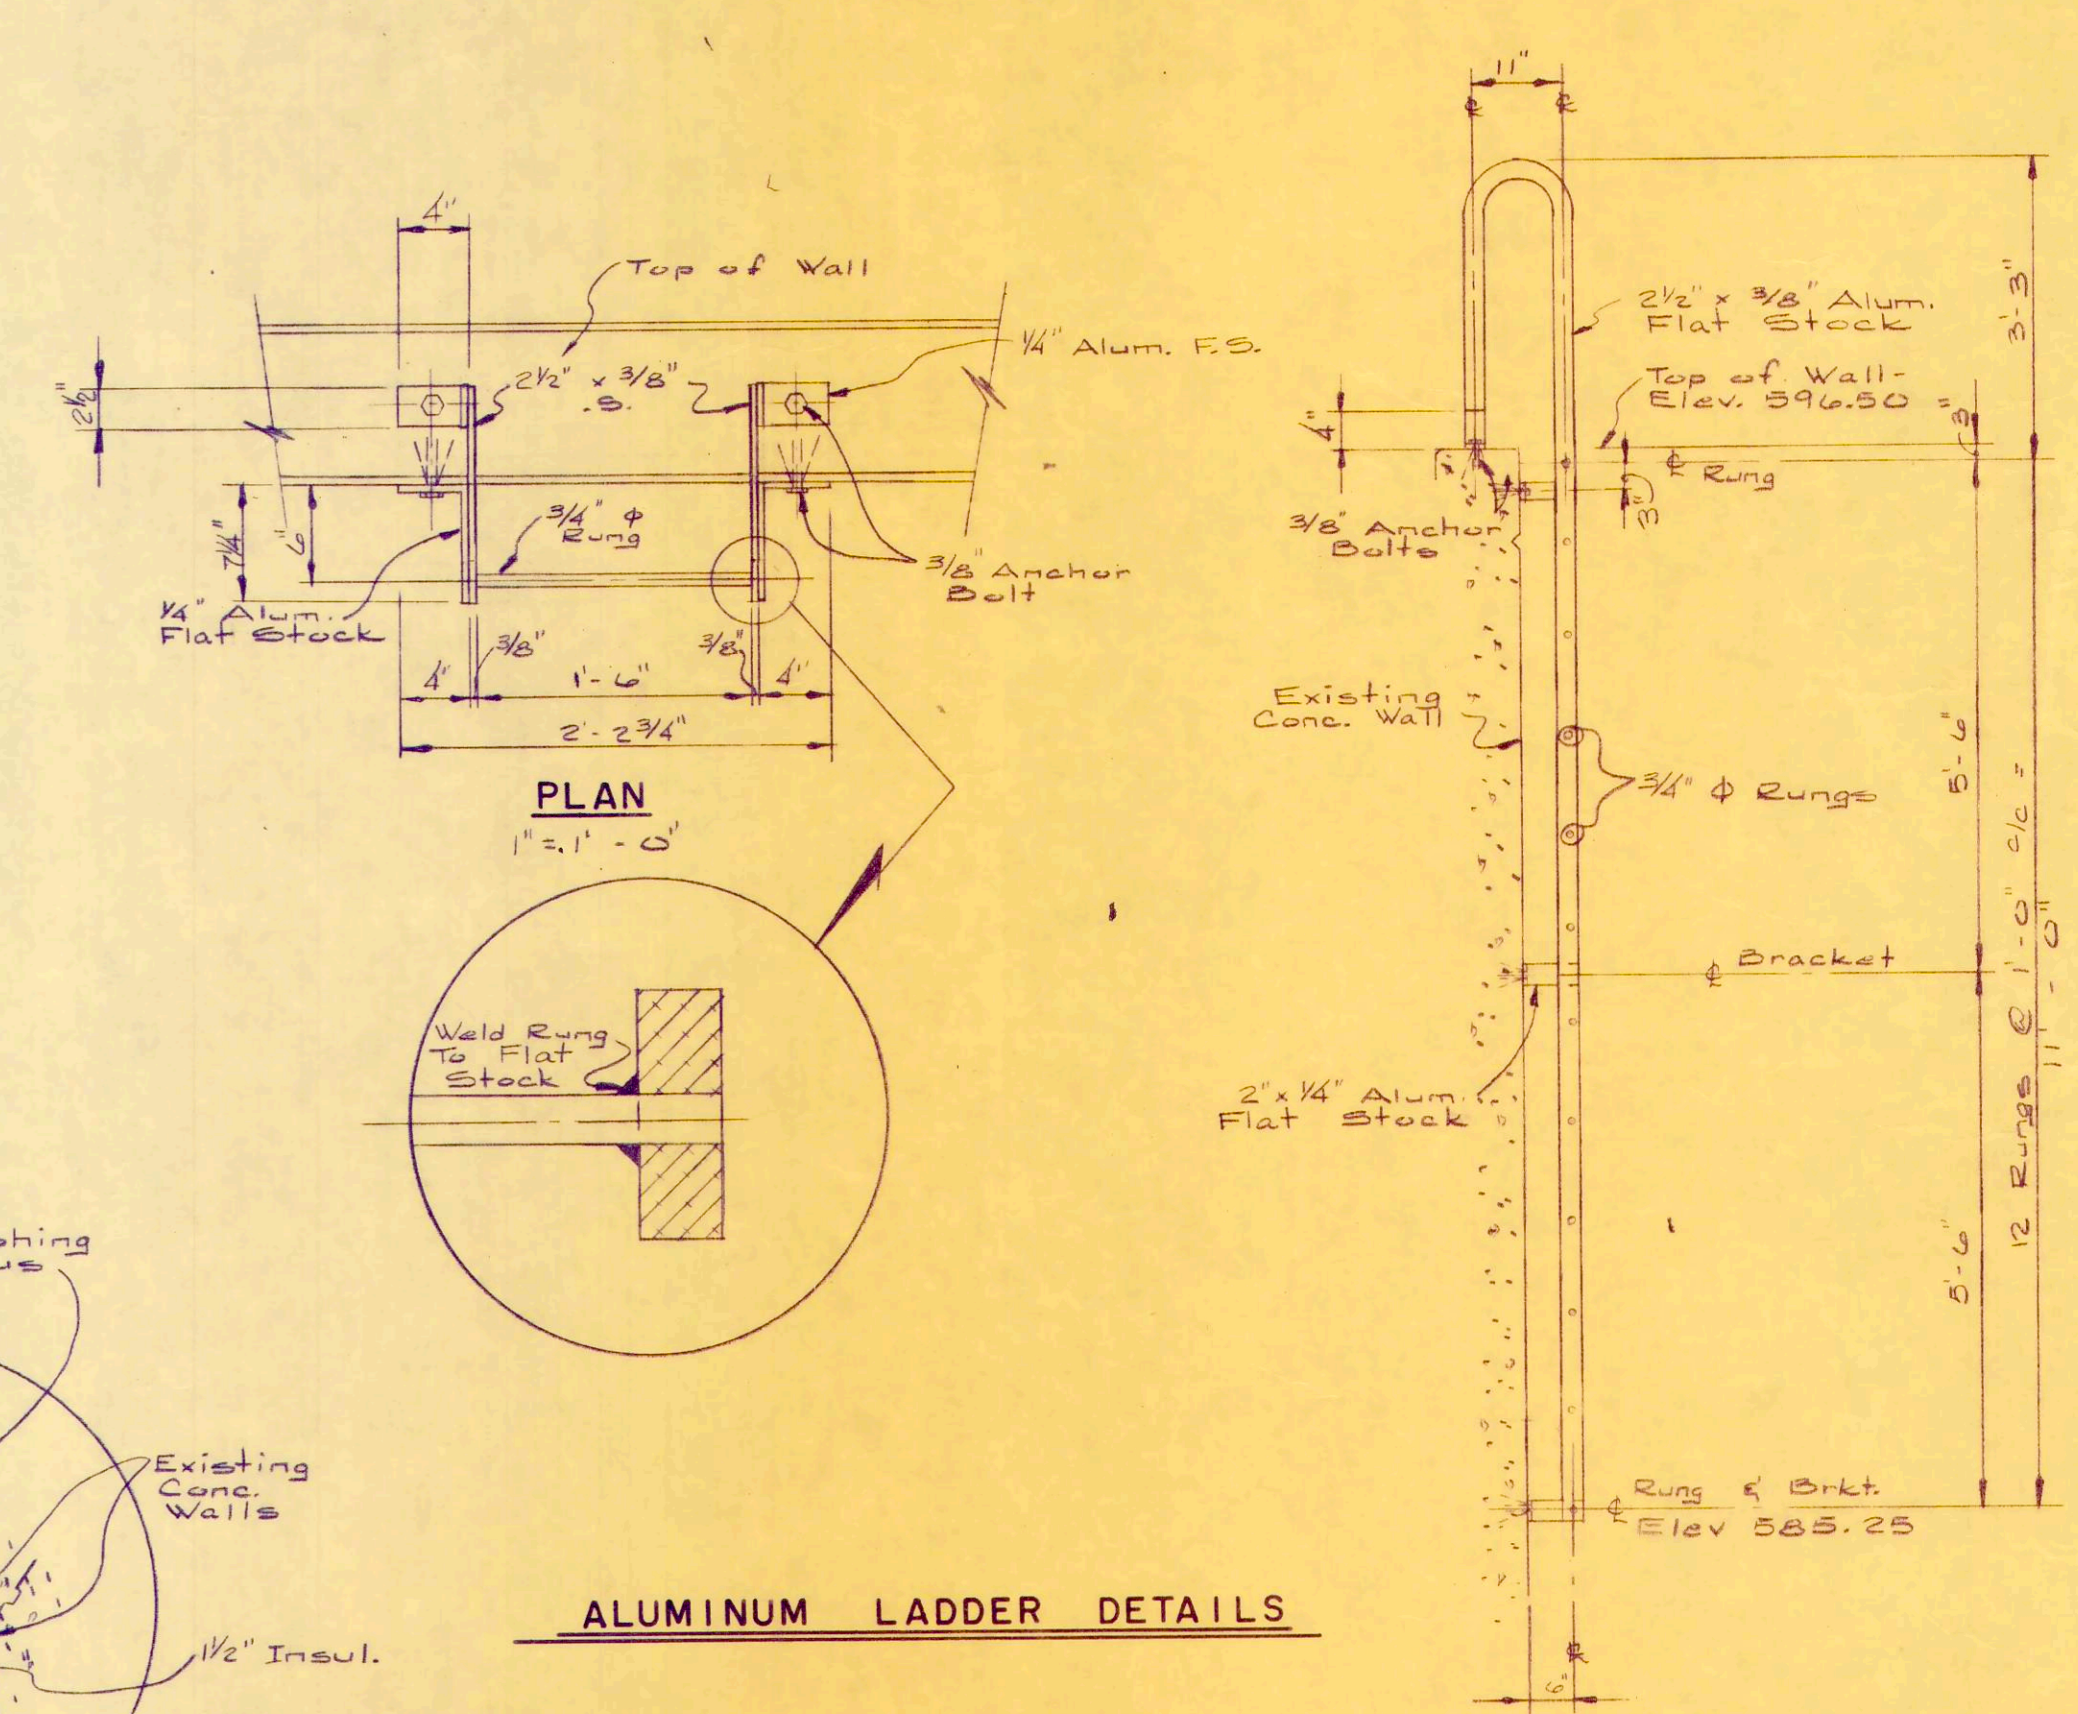 4"
Top of Wall
1/4" Alum. F.S.
2 1/2"
2 1/2" x 3/8"
.S.
7 1/4"
6"
3/4" ϕ
Rung
3/8" Anchor
Bolt
1/4" Alum.
Flat Stock
3/8"
3/8"
4"
1'-6"
4"
2'-2 3/4"
PLAN
1" = 1'-0"
Weld Rung
To Flat
Stock
Existing
Conc.
Walls
1 1/2" Insul.
ALUMINUM LADDER DETAILS
11"
℄
℄
2 1/2" x 3/8" Alum.
Flat Stock
3'-3"
Top of Wall-
Elev. 596.50
3"
4"
℄ Rung
3"
3/8" Anchor
Bolts
Existing
Conc. Wall
5'-6"
3/4" ϕ Rungs
12 Rungs @ 1'-0" c/c =
11'-0"
℄ Bracket
2" x 1/4" Alum.
Flat Stock
5'-6"
℄ Rung & Brkt.
Elev 585.25
℄
6"